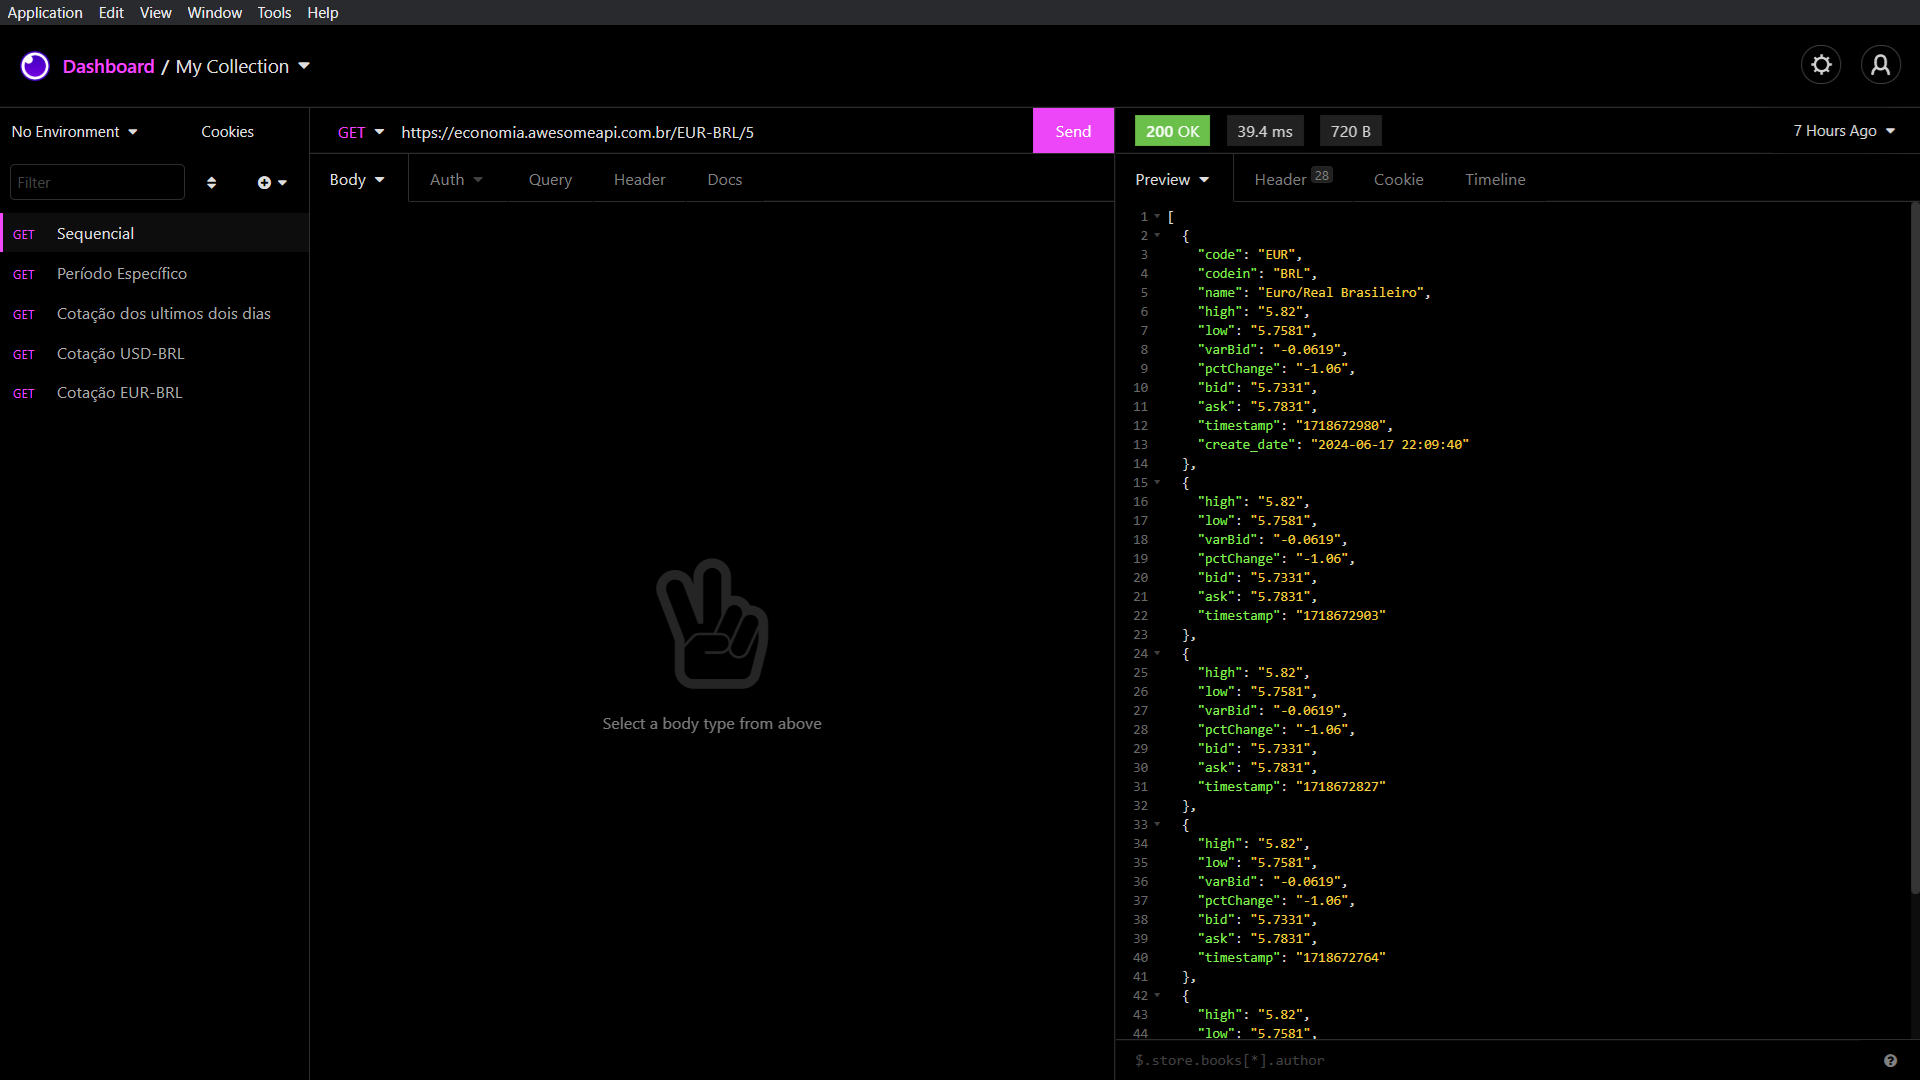 Application Edit View Window Tools Help
Dashboard / My Collection
No Environment Cookies
Filter
GET Sequencial
GET Período Específico
GET Cotação dos ultimos dois dias
GET Cotação USD-BRL
GET Cotação EUR-BRL
GET https://economia.awesomeapi.com.br/EUR-BRL/5 Send
Body Auth Query Header Docs
Select a body type from above
200 OK 39.4 ms 720 B 7 Hours Ago
Preview Header 28 Cookie Timeline
1 [
2 {
3 "code": "EUR",
4 "codein": "BRL",
5 "name": "Euro/Real Brasileiro",
6 "high": "5.82",
7 "low": "5.7581",
8 "varBid": "-0.0619",
9 "pctChange": "-1.06",
10 "bid": "5.7331",
11 "ask": "5.7831",
12 "timestamp": "1718672980",
13 "create_date": "2024-06-17 22:09:40"
14 },
15 {
16 "high": "5.82",
17 "low": "5.7581",
18 "varBid": "-0.0619",
19 "pctChange": "-1.06",
20 "bid": "5.7331",
21 "ask": "5.7831",
22 "timestamp": "1718672903"
23 },
24 {
25 "high": "5.82",
26 "low": "5.7581",
27 "varBid": "-0.0619",
28 "pctChange": "-1.06",
29 "bid": "5.7331",
30 "ask": "5.7831",
31 "timestamp": "1718672827"
32 },
33 {
34 "high": "5.82",
35 "low": "5.7581",
36 "varBid": "-0.0619",
37 "pctChange": "-1.06",
38 "bid": "5.7331",
39 "ask": "5.7831",
40 "timestamp": "1718672764"
41 },
42 {
43 "high": "5.82",
44 "low": "5.7581",
$.store.books[*].author